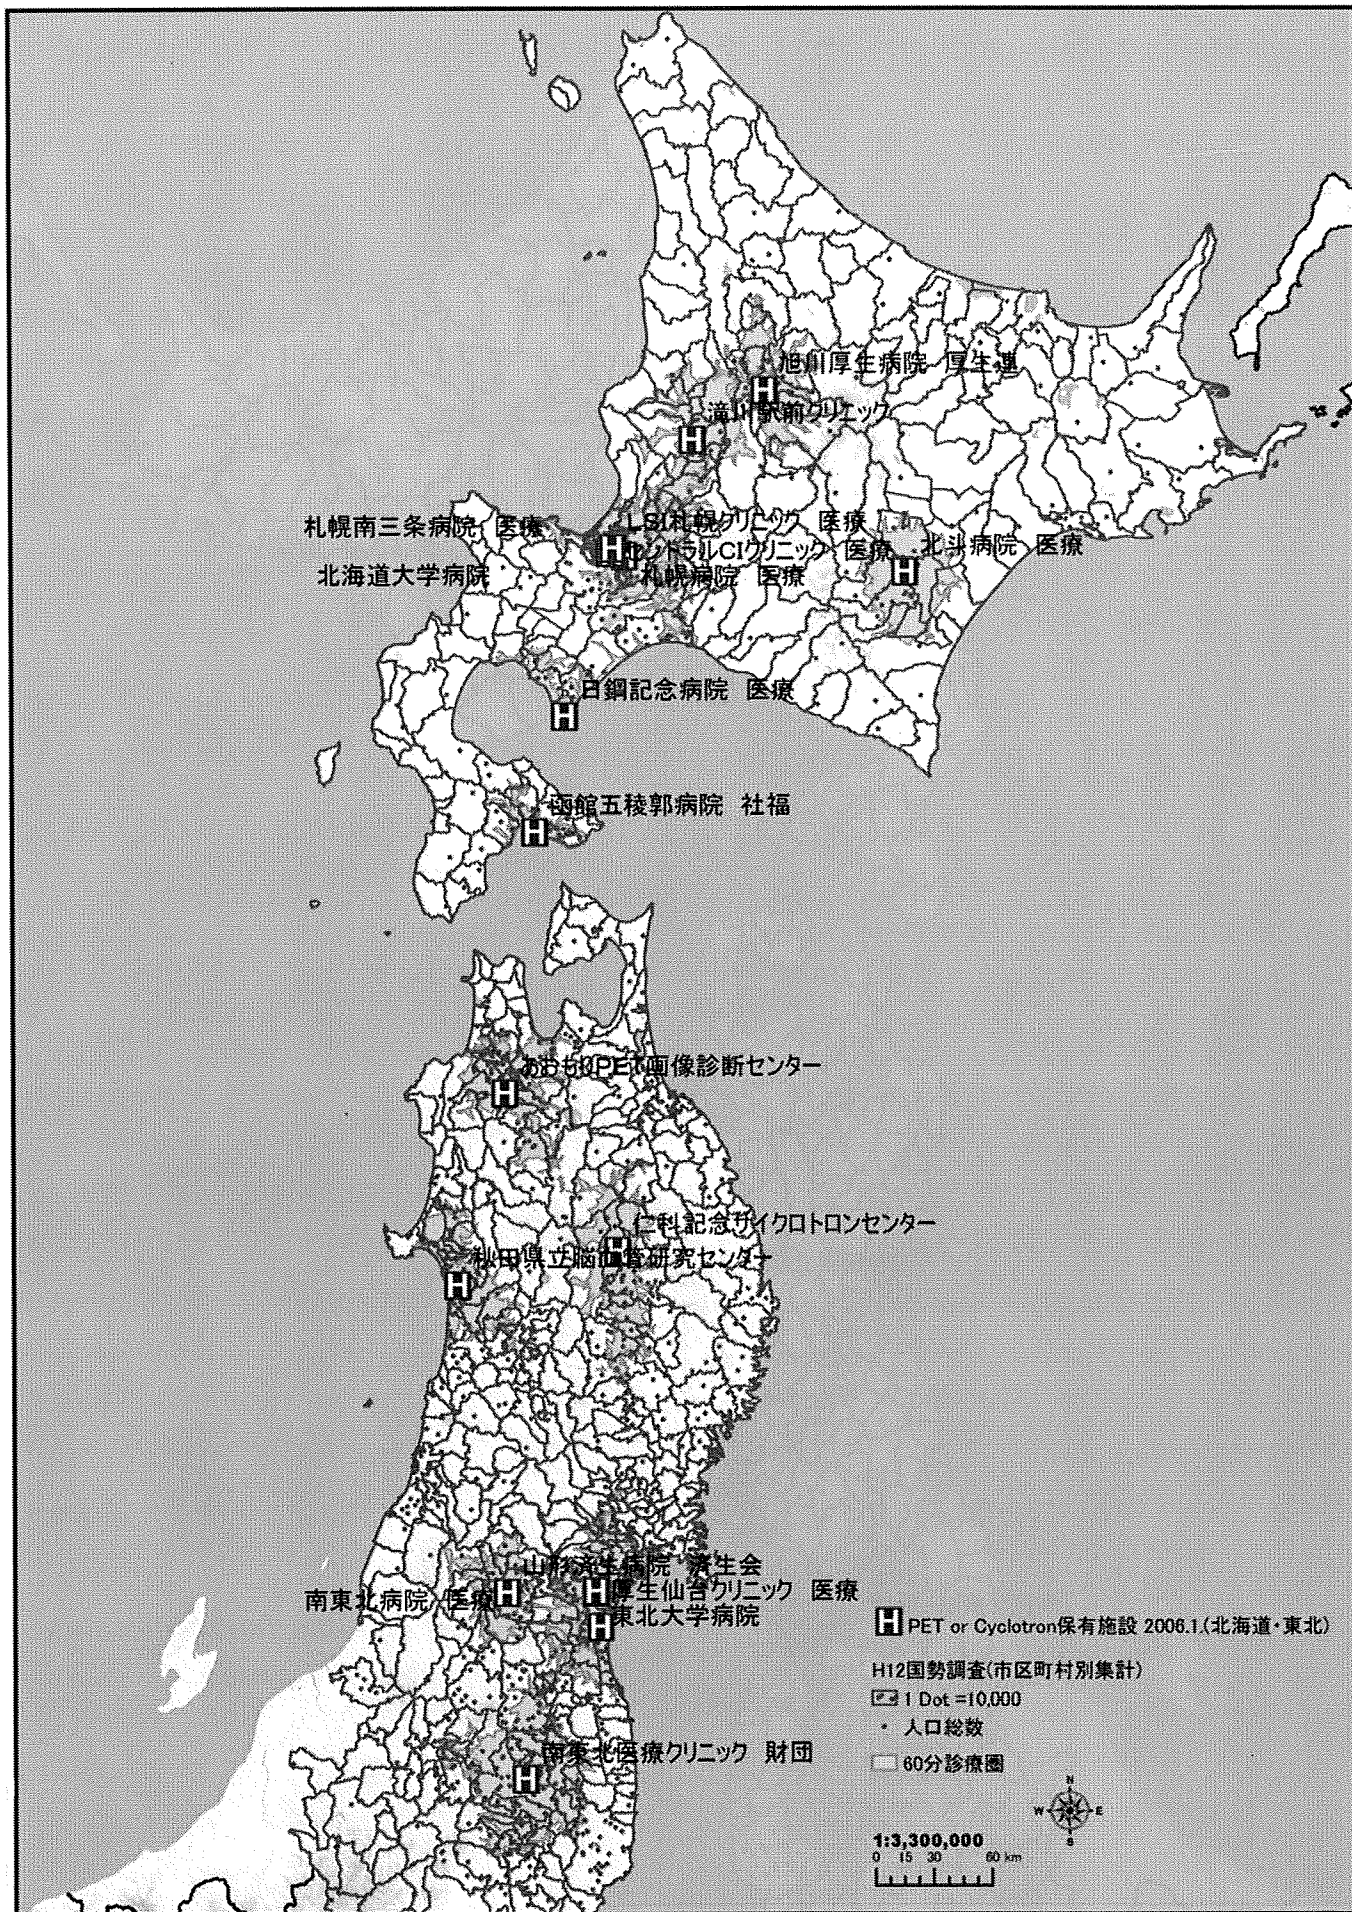 旭川厚生病院 厚生連
滝川駅前クリニック
札幌南三条病院 医療
LSI札幌クリニック 医療
セントラルCIクリニック 医療
北斗病院 医療
北海道大学病院
札幌病院 医療
日鋼記念病院 医療
函館五稜郭病院 社福
あおもりPET画像診断センター
仁科記念サイクロトロンセンター
秋田県立脳血管研究センター
山形済生病院 済生会
南東北病院 医療
厚生仙台クリニック 医療
東北大学病院
南東北医療クリニック 財団
H PET or Cyclotron保有施設 2006.1.(北海道・東北)
H12国勢調査(市区町村別集計)
1 Dot =10,000
人口総数
60分診療圏
N
W E
S
1:3,300,000
0 15 30 60 km